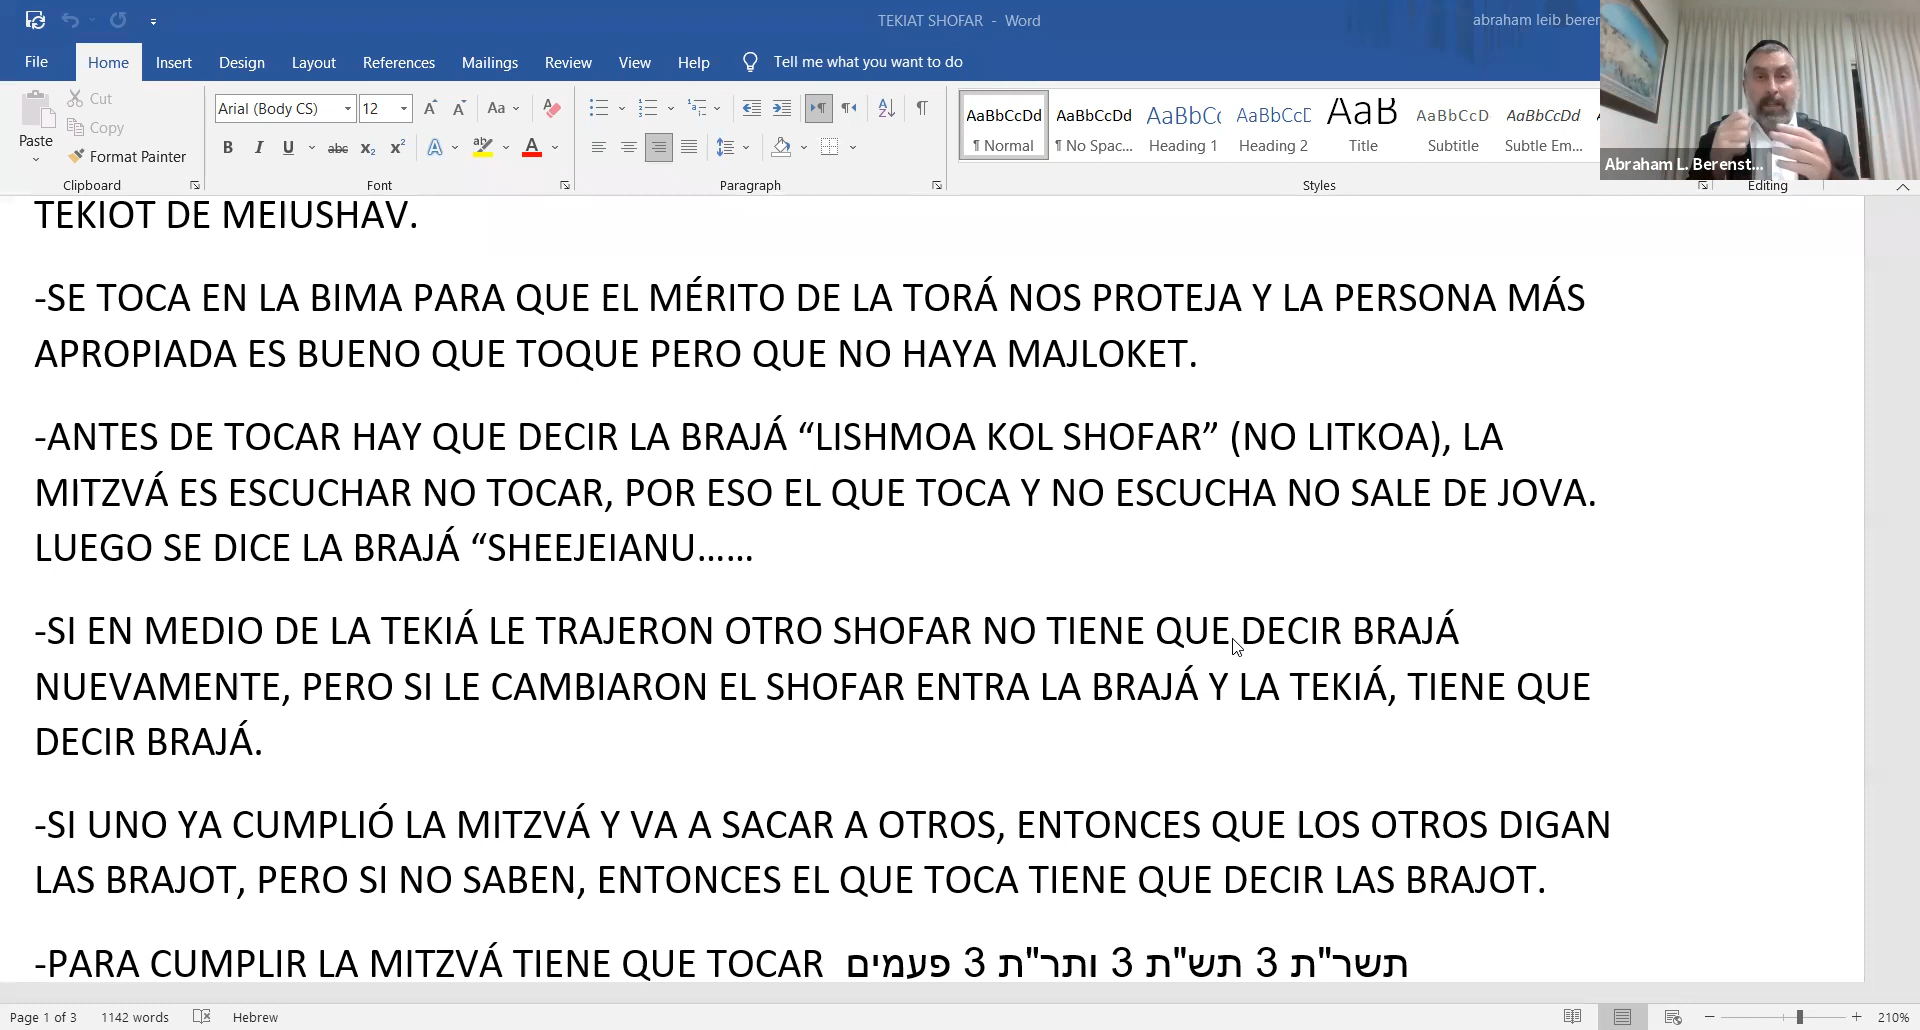 TEKIAT SHOFAR - Word
abraham leib berer
File Home Insert Design Layout References Mailings Review View Help Tell me what you want to do
Paste
Cut
Copy
Format Painter
Clipboard
Arial (Body CS) 12
Font
Paragraph
AaBbCcDd AaBbCcDd AaBbCc AaBbCcD AaB AaBbCcD AaBbCcDd
¶ Normal ¶ No Spac... Heading 1 Heading 2 Title Subtitle Subtle Em...
Styles
Editing
Abraham L. Berenst...
TEKIOT DE MEIUSHAV.
-SE TOCA EN LA BIMA PARA QUE EL MÉRITO DE LA TORÁ NOS PROTEJA Y LA PERSONA MÁS
APROPIADA ES BUENO QUE TOQUE PERO QUE NO HAYA MAJLOKET.
-ANTES DE TOCAR HAY QUE DECIR LA BRAJÁ “LISHMOA KOL SHOFAR” (NO LITKOA), LA
MITZVÁ ES ESCUCHAR NO TOCAR, POR ESO EL QUE TOCA Y NO ESCUCHA NO SALE DE JOVA.
LUEGO SE DICE LA BRAJÁ “SHEEJEIANU……
-SI EN MEDIO DE LA TEKIÁ LE TRAJERON OTRO SHOFAR NO TIENE QUE DECIR BRAJÁ
NUEVAMENTE, PERO SI LE CAMBIARON EL SHOFAR ENTRA LA BRAJÁ Y LA TEKIÁ, TIENE QUE
DECIR BRAJÁ.
-SI UNO YA CUMPLIÓ LA MITZVÁ Y VA A SACAR A OTROS, ENTONCES QUE LOS OTROS DIGAN
LAS BRAJOT, PERO SI NO SABEN, ENTONCES EL QUE TOCA TIENE QUE DECIR LAS BRAJOT.
-PARA CUMPLIR LA MITZVÁ TIENE QUE TOCAR תשר"ת 3 תש"ת 3 ותר"ת 3 פעמים
Page 1 of 3 1142 words Hebrew 210%